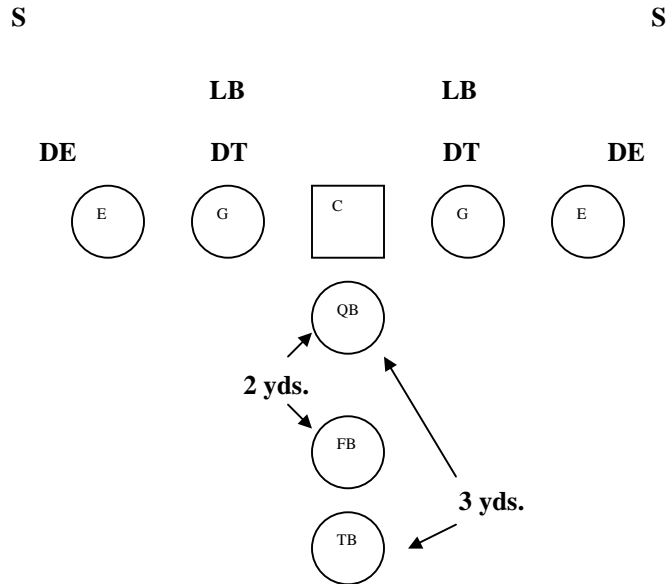 S S
LB LB
DE DT DT DE
E G C G E
QB
2 yds.
FB
3 yds.
TB